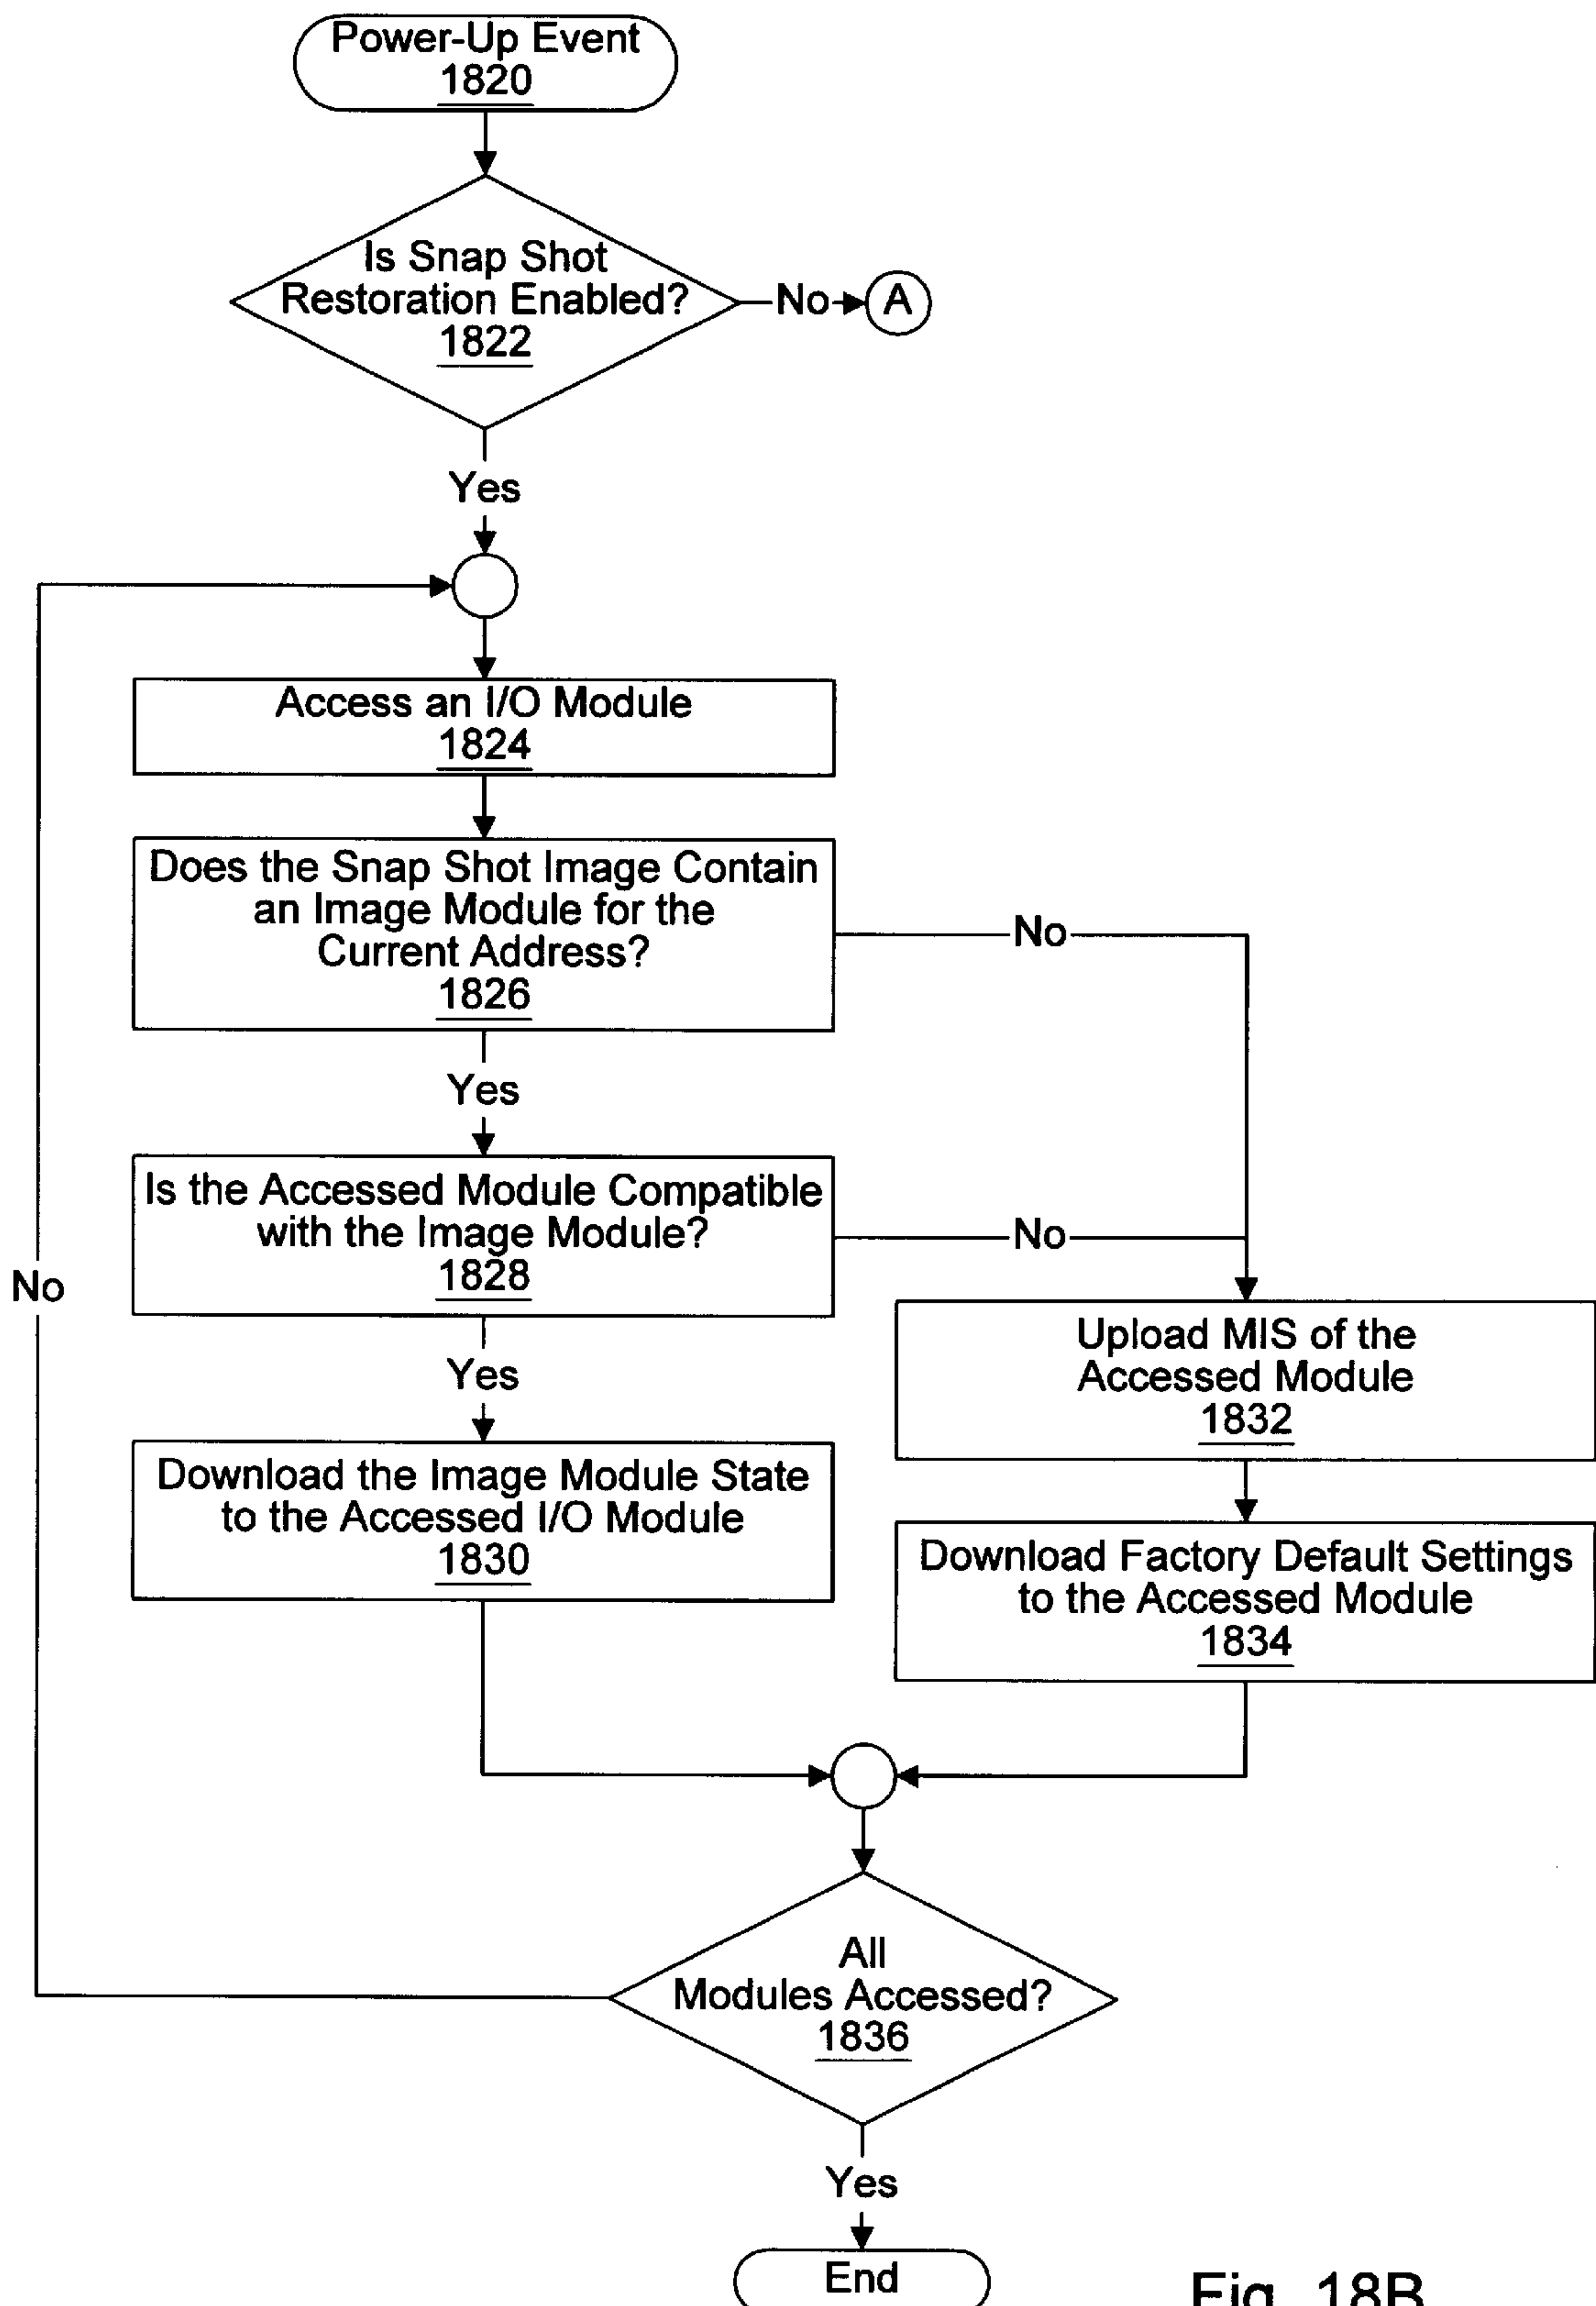 Power-Up Event
1820
Is Snap Shot
Restoration Enabled?
1822
No
A
Yes
Access an I/O Module
1824
Does the Snap Shot Image Contain
an Image Module for the
Current Address?
1826
No
Yes
Is the Accessed Module Compatible
with the Image Module?
1828
No
No
Yes
Upload MIS of the
Accessed Module
1832
Download the Image Module State
to the Accessed I/O Module
1830
Download Factory Default Settings
to the Accessed Module
1834
All
Modules Accessed?
1836
Yes
End
Fig. 18B